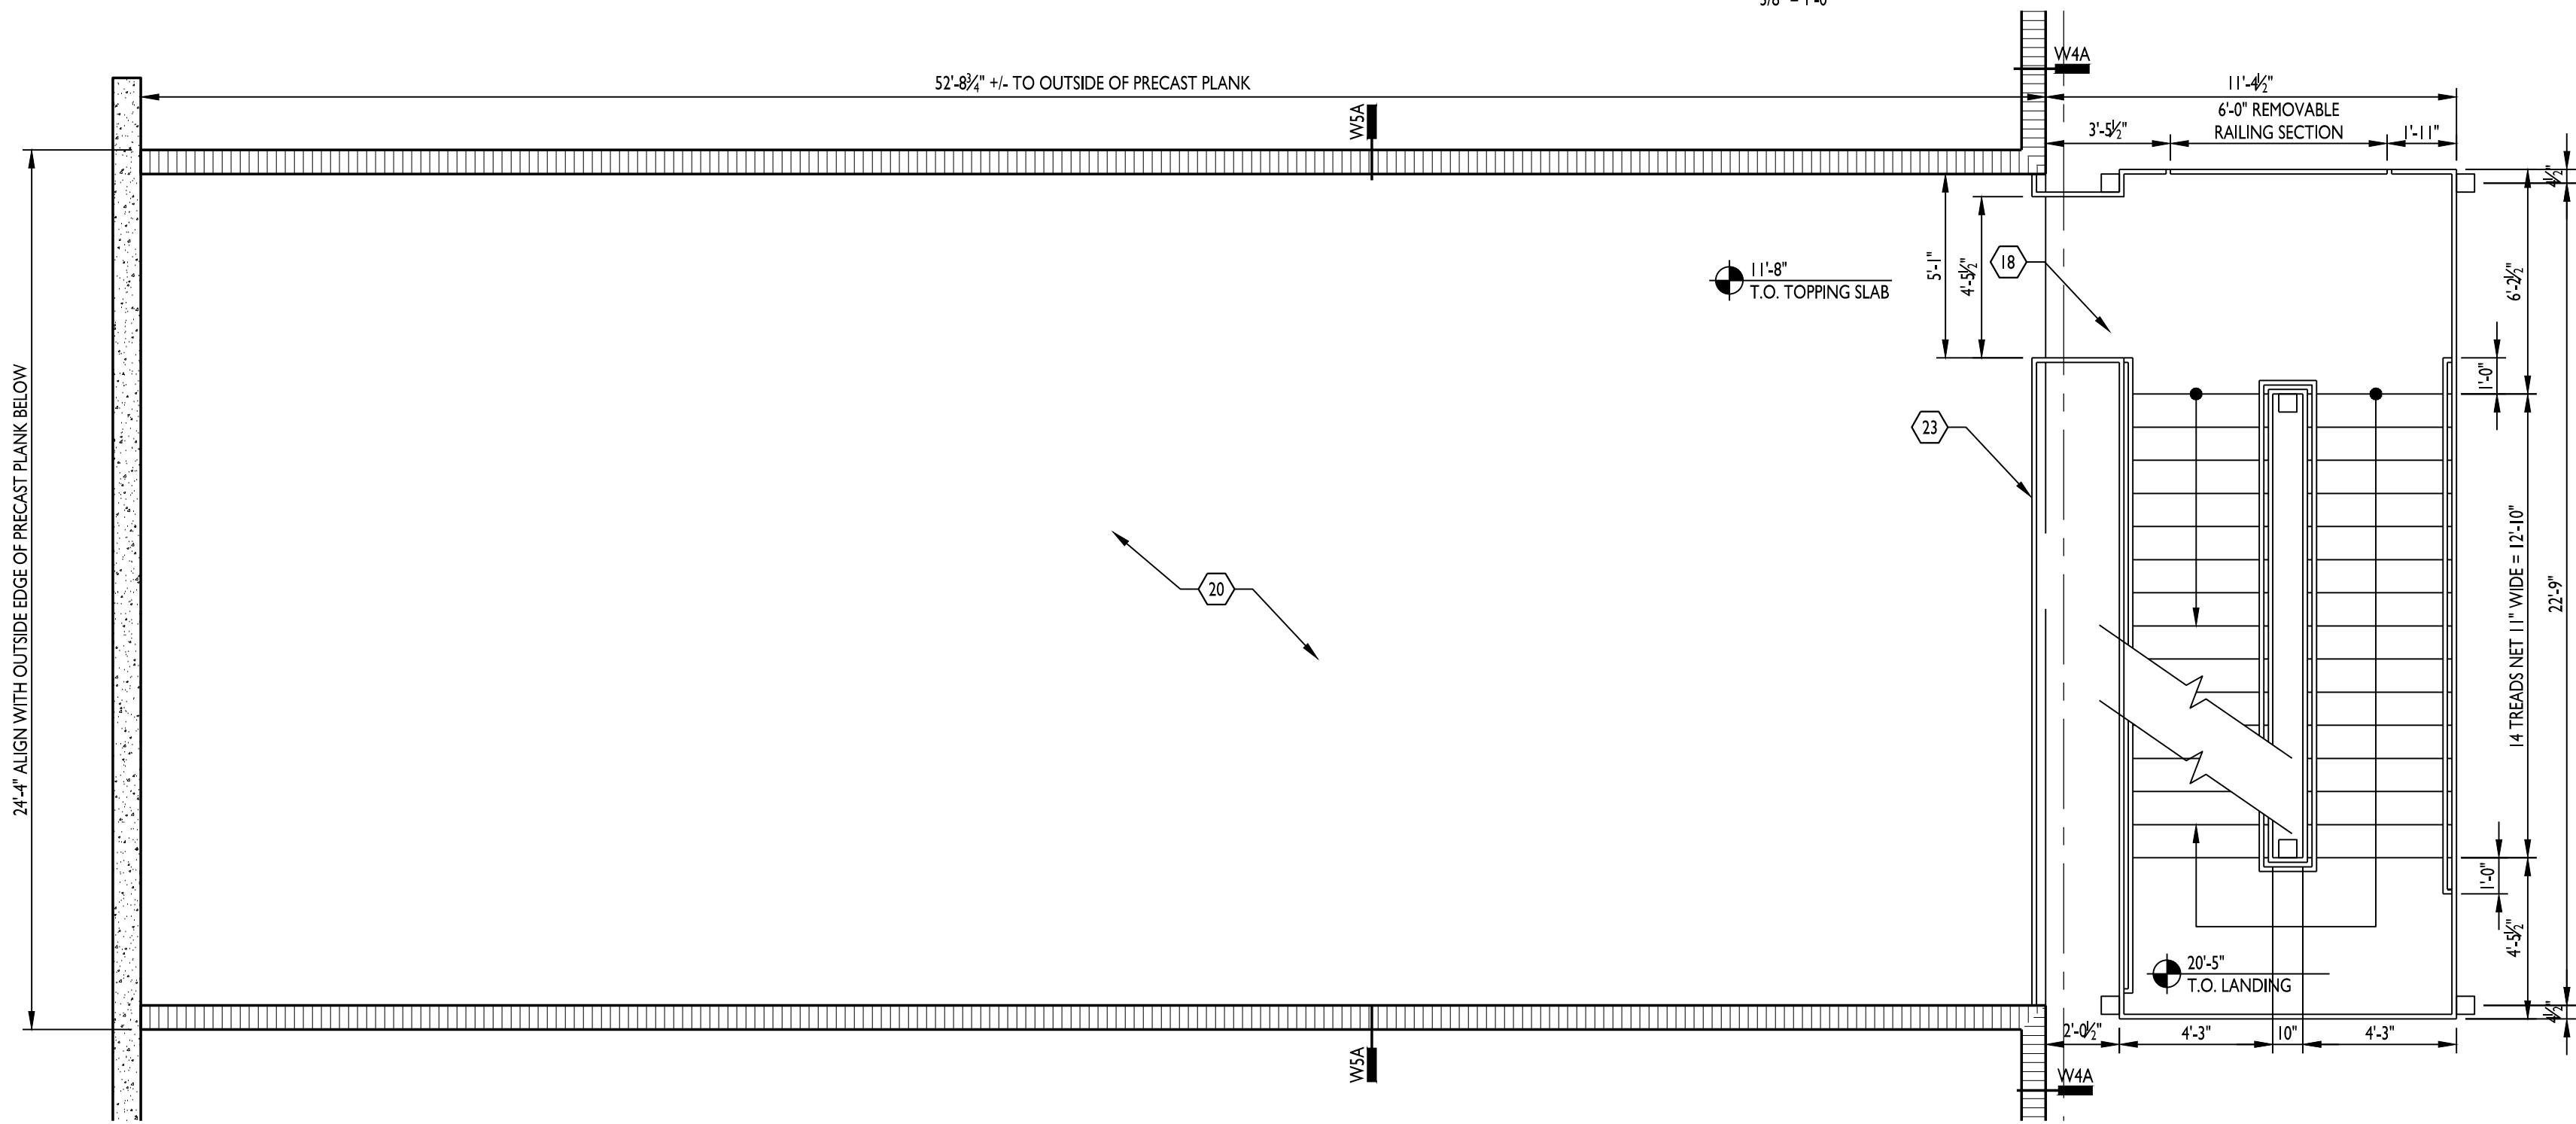 3/8" = 1'-0"
W4A
52'-8¾" +/- TO OUTSIDE OF PRECAST PLANK
11'-4½"
W5A
6'-0" REMOVABLE
RAILING SECTION
3'-5½"
1'-11"
4½"
5'-1"
4'-5½"
18
11'-8"
T.O. TOPPING SLAB
6'-2½"
1'-0"
24'-4" ALIGN WITH OUTSIDE EDGE OF PRECAST PLANK BELOW
23
20
14 TREADS NET 11" WIDE = 12'-10"
22'-9"
1'-0"
4'-5½"
20'-5"
T.O. LANDING
4½"
2'-0½"
4'-3"
10"
4'-3"
W5A
W4A